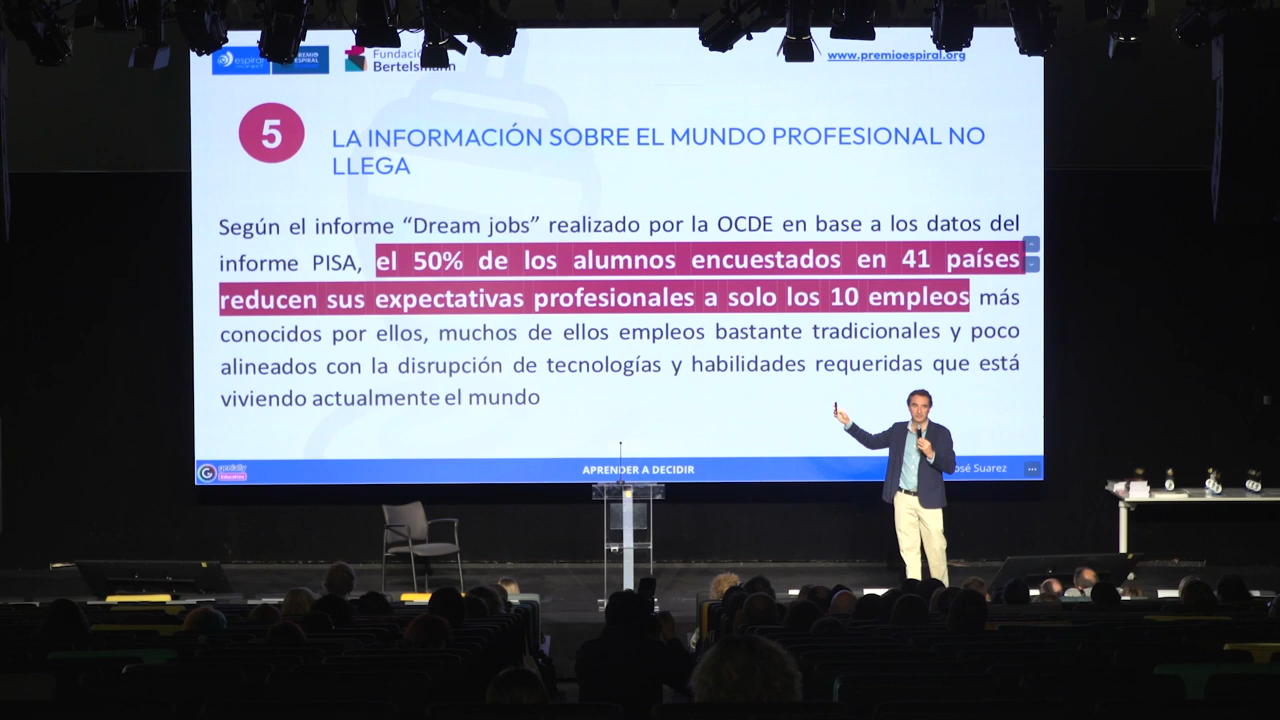 espiral
PREMIO
ESPIRAL
Fundació
Bertelsmann
www.premioespiral.org
5
LA INFORMACIÓN SOBRE EL MUNDO PROFESIONAL NO
LLEGA
Según el informe “Dream jobs” realizado por la OCDE en base a los datos del
informe PISA, el 50% de los alumnos encuestados en 41 países
reducen sus expectativas profesionales a solo los 10 empleos más
conocidos por ellos, muchos de ellos empleos bastante tradicionales y poco
alineados con la disrupción de tecnologías y habilidades requeridas que está
viviendo actualmente el mundo
G genially
Education
APRENDER A DECIDIR
osé Suarez